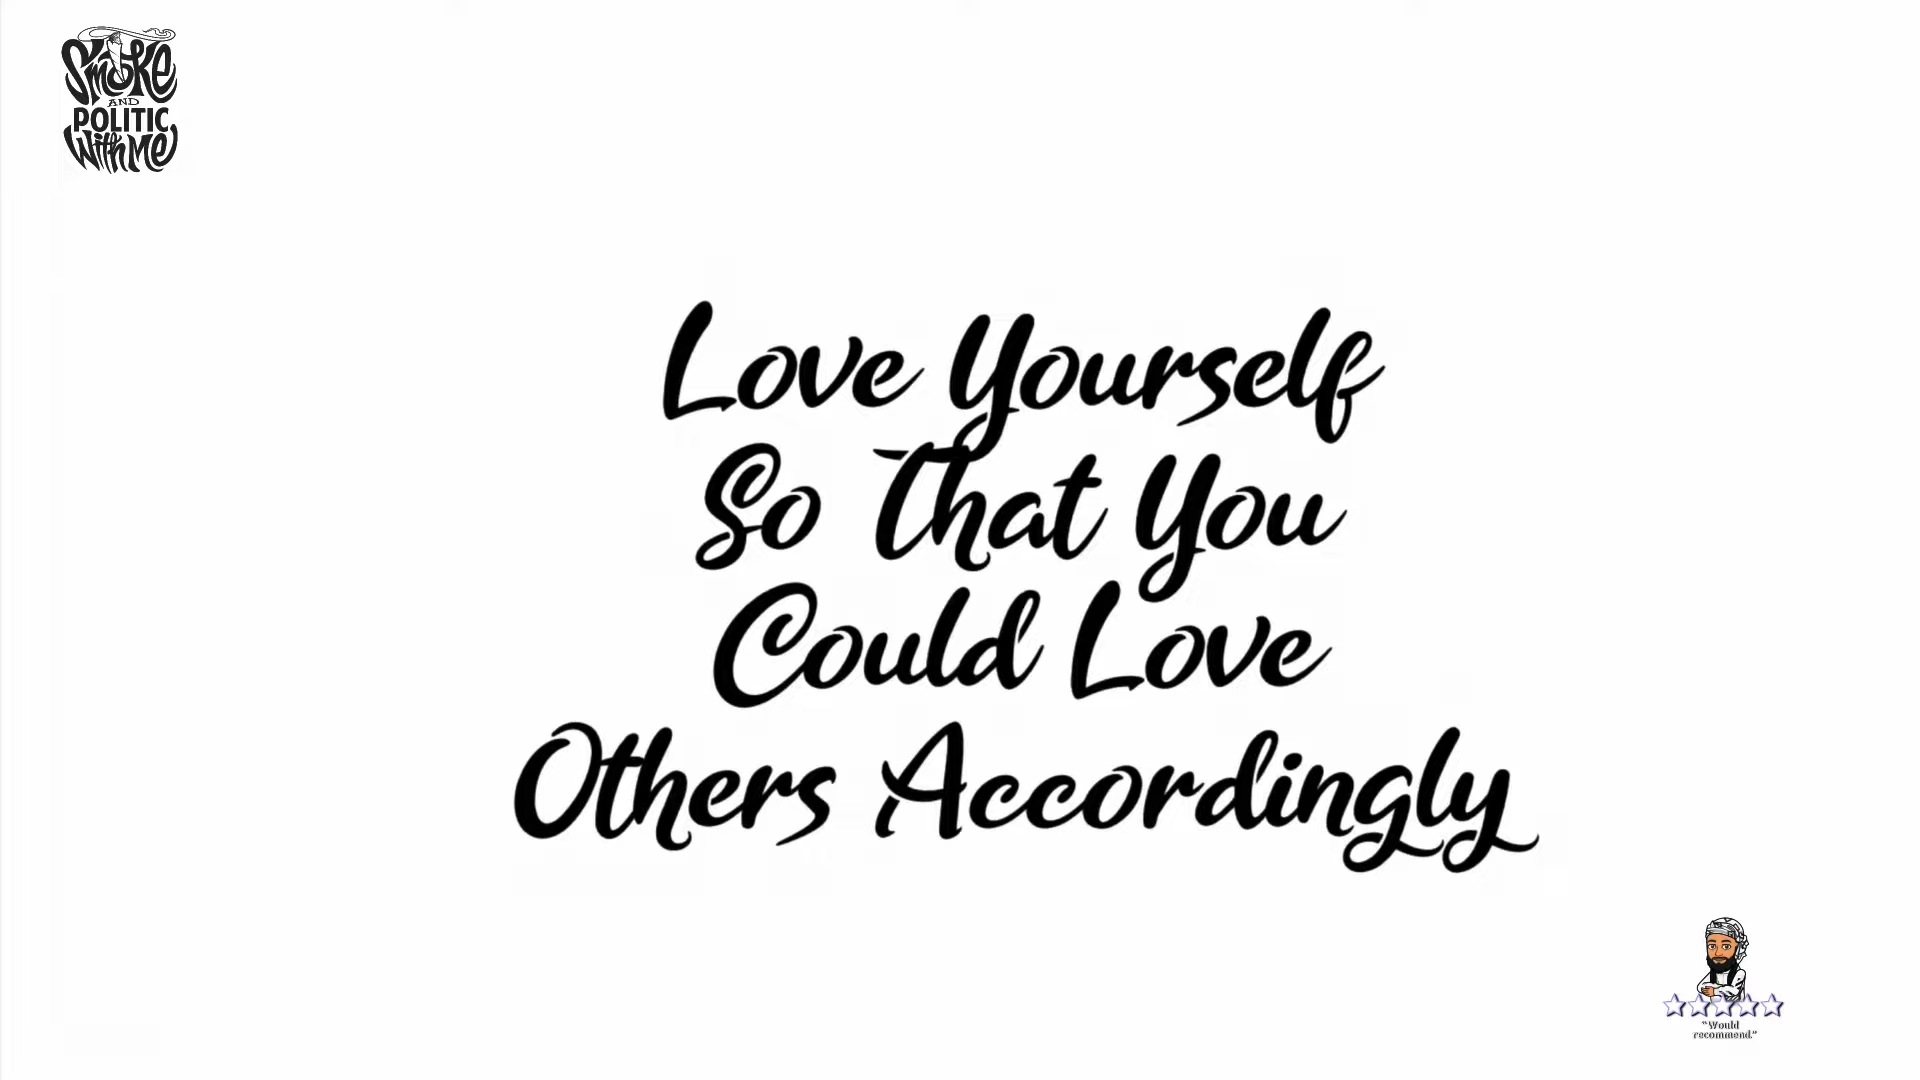 Smoke
AND
POLITIC
With Me
Love Yourself
So That You
Could Love
Others Accordingly
"Would
recommend."